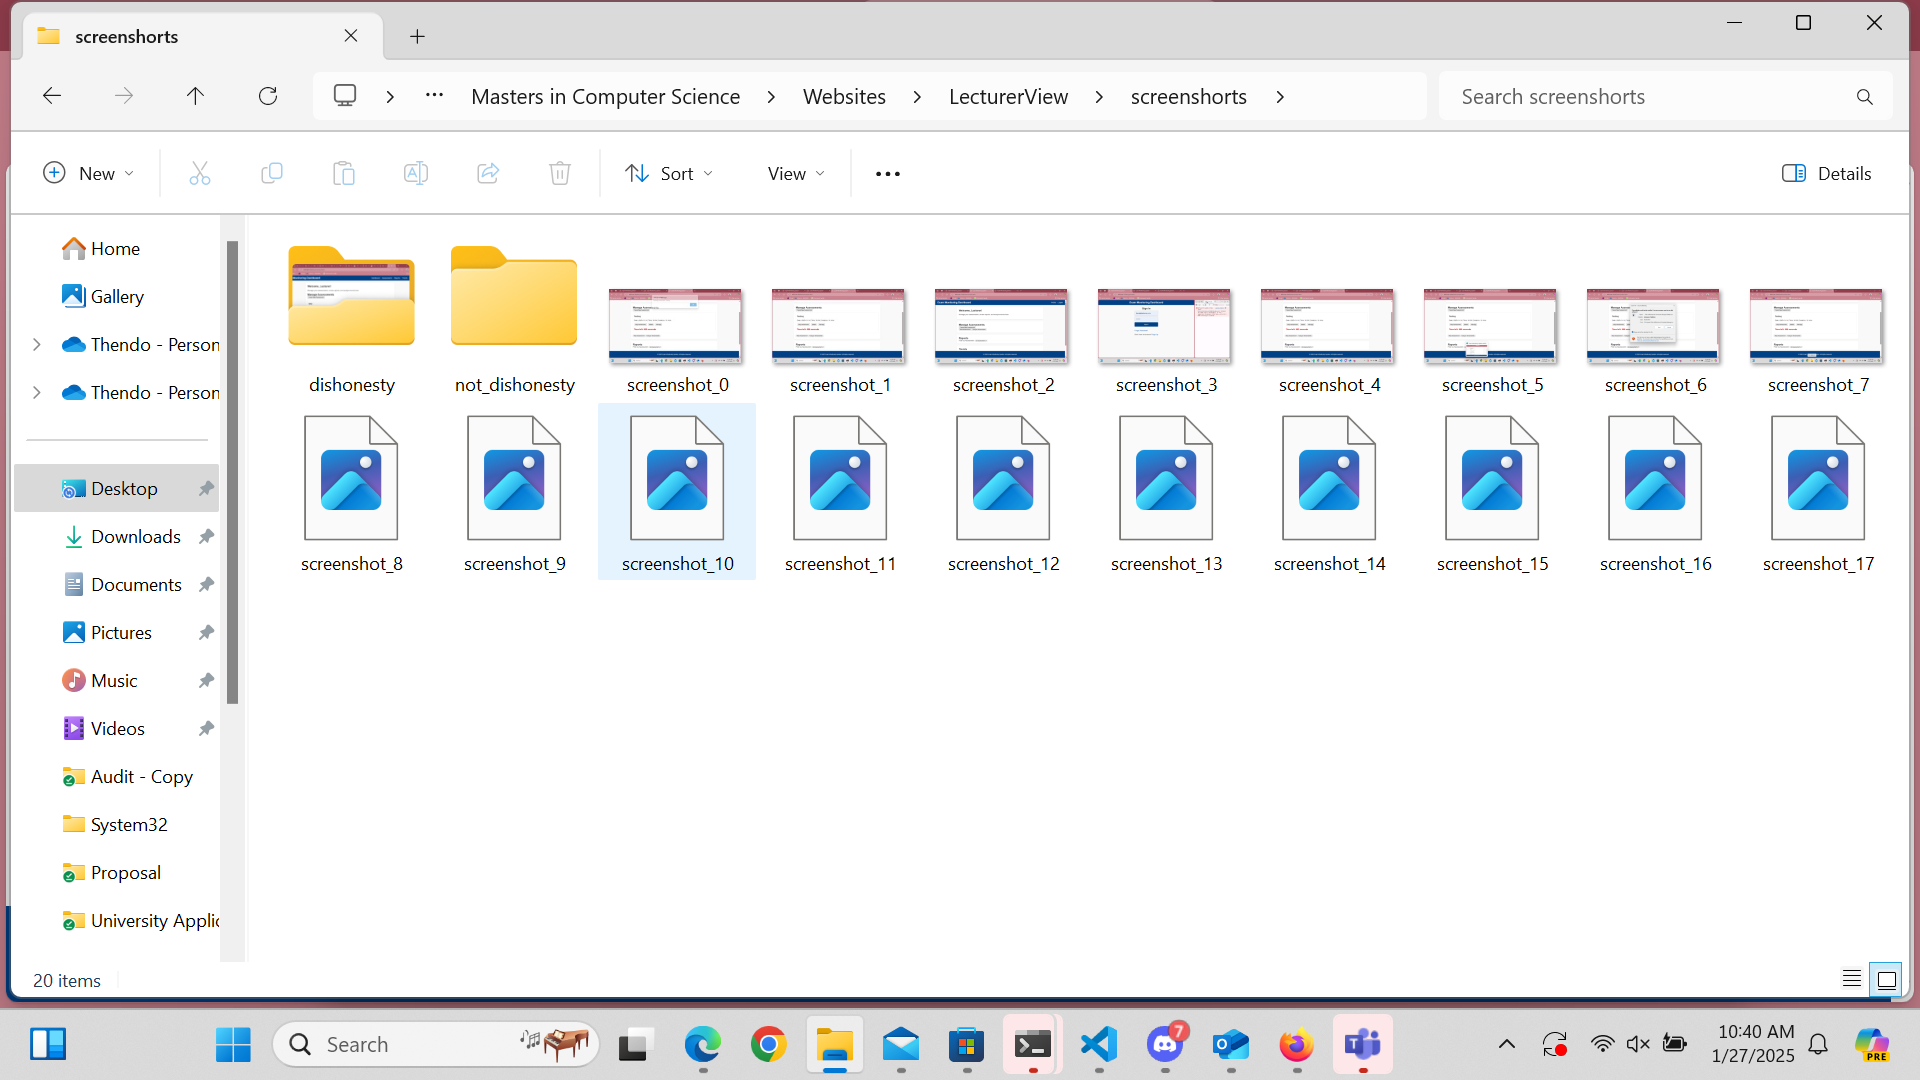 screenshorts
Masters in Computer Science
Websites
LecturerView
screenshorts
Search screenshorts
New
Sort
View
Details
Home
Gallery
Thendo - Person
Thendo - Person
Desktop
Downloads
Documents
Pictures
Music
Videos
Audit - Copy
System32
Proposal
University Applic
dishonesty
not_dishonesty
screenshot_0
screenshot_1
screenshot_2
screenshot_3
screenshot_4
screenshot_5
screenshot_6
screenshot_7
screenshot_8
screenshot_9
screenshot_10
screenshot_11
screenshot_12
screenshot_13
screenshot_14
screenshot_15
screenshot_16
screenshot_17
20 items
Search
7
10:40 AM
1/27/2025
PRE